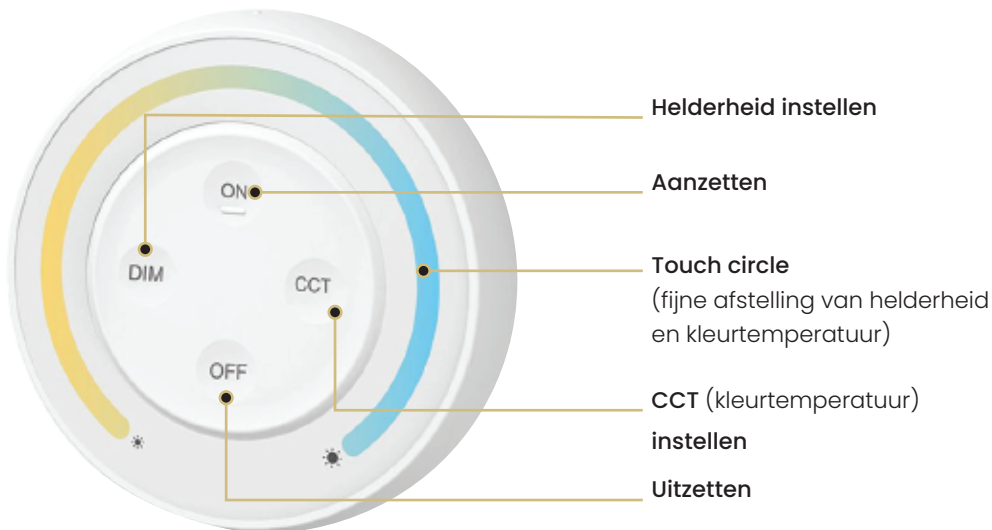 ON
DIM
CCT
OFF
Helderheid instellen
Aanzetten
Touch circle
(fijne afstelling van helderheid
en kleurtemperatuur)
CCT (kleurtemperatuur)
instellen
Uitzetten